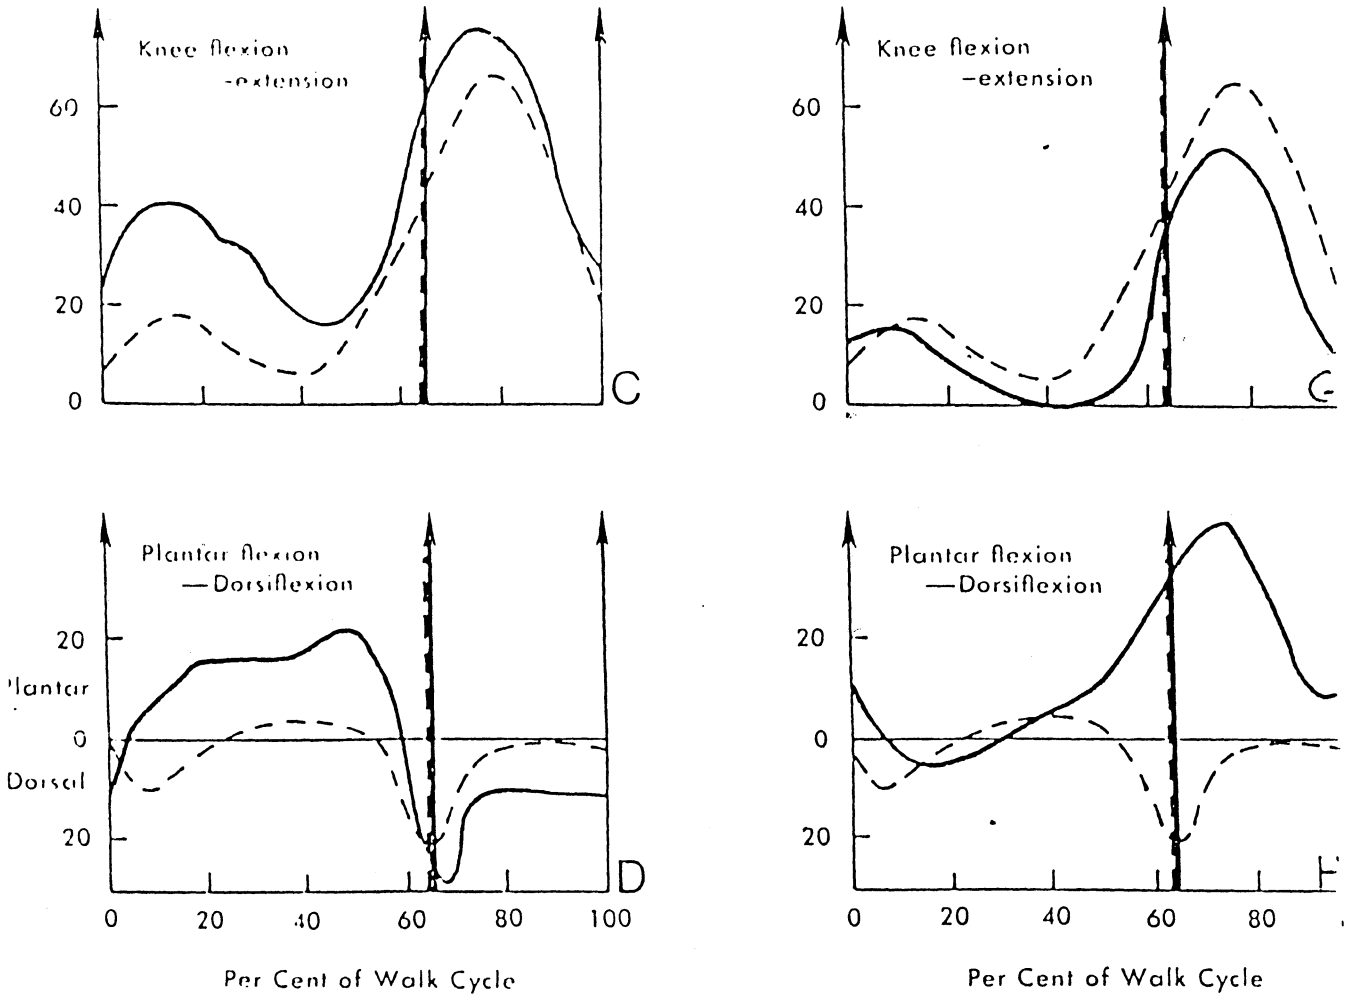 Knee flexion
-extension
60
40
20
0
C
Knee flexion
-extension
60
40
20
0
G
Plantar flexion
—Dorsiflexion
20
Plantar
0
Dorsal
20
D
0 20 40 60 80 100
Per Cent of Walk Cycle
Plantar flexion
—Dorsiflexion
20
0
20
0 20 40 60 80
Per Cent of Walk Cycle